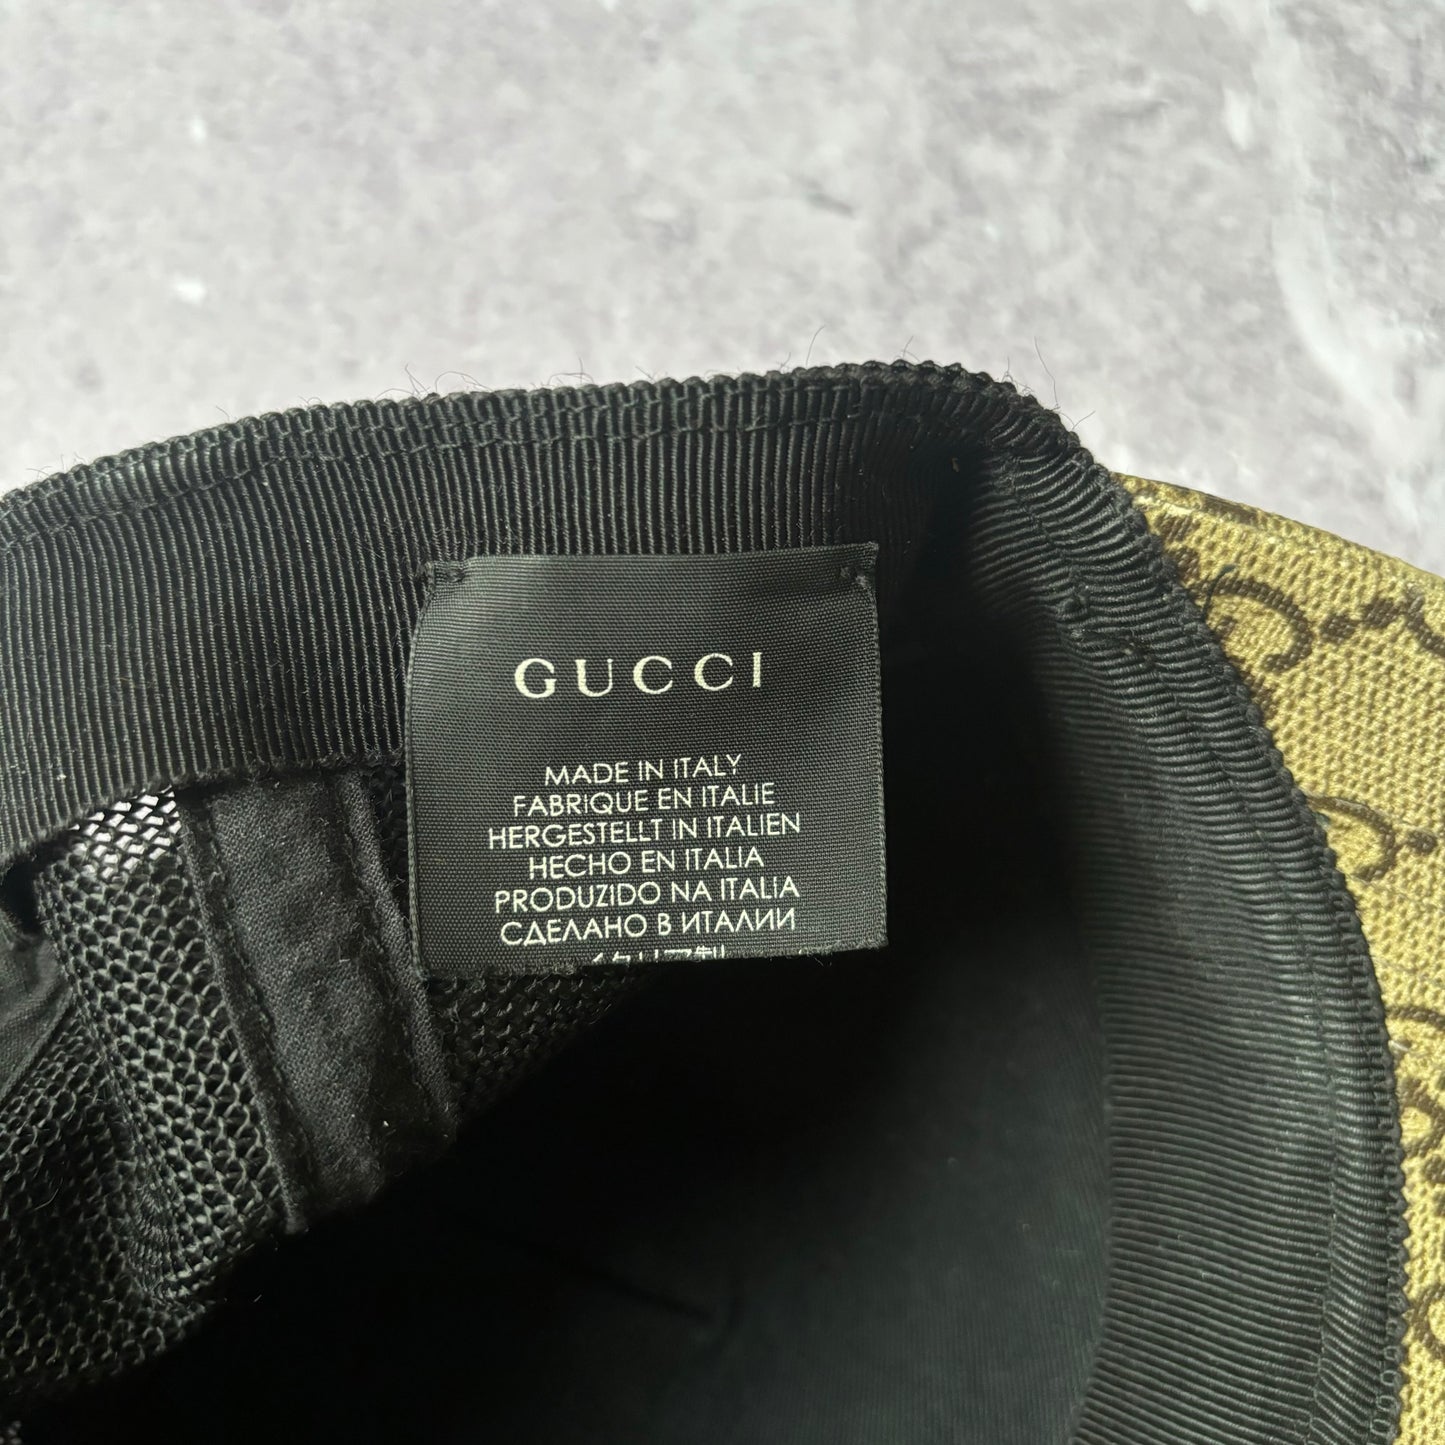 GUCCI
MADE IN ITALY
FABRIQUE EN ITALIE
HERGESTELLT IN ITALIEN
HECHO EN ITALIA
PRODUZIDO NA ITALIA
СДЕЛАНО В ИТАЛИИ